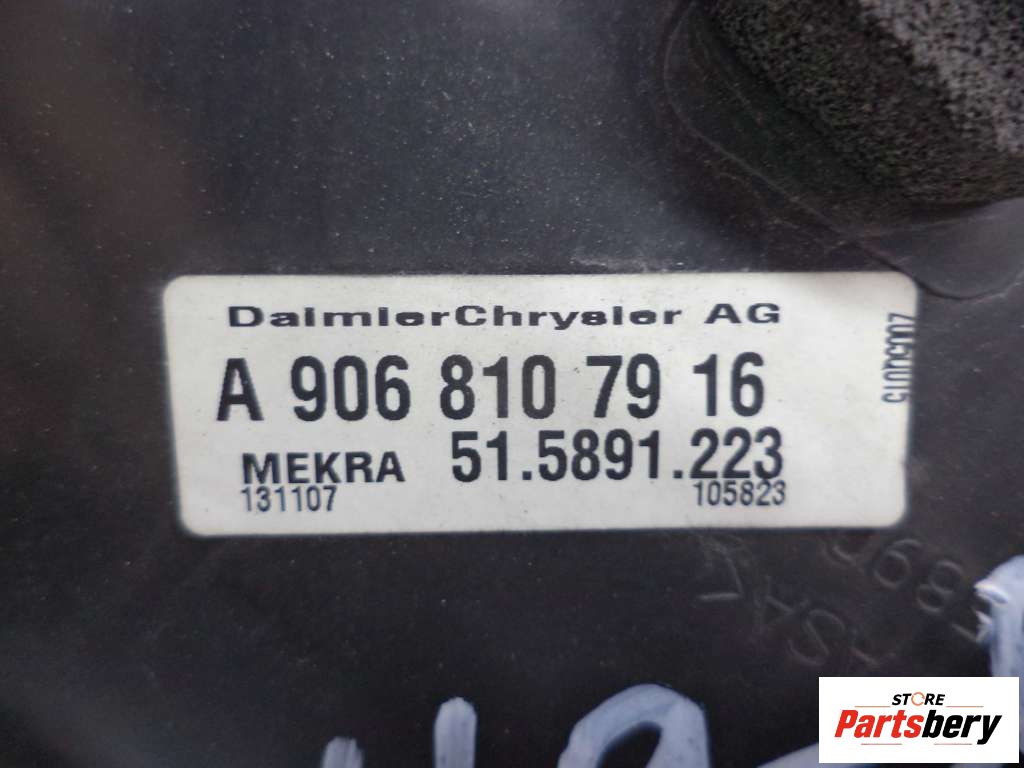 DaimlerChrysler AG
A 906 810 79 16
MEKRA 51.5891.223
131107 105823
STORE
Partsbery